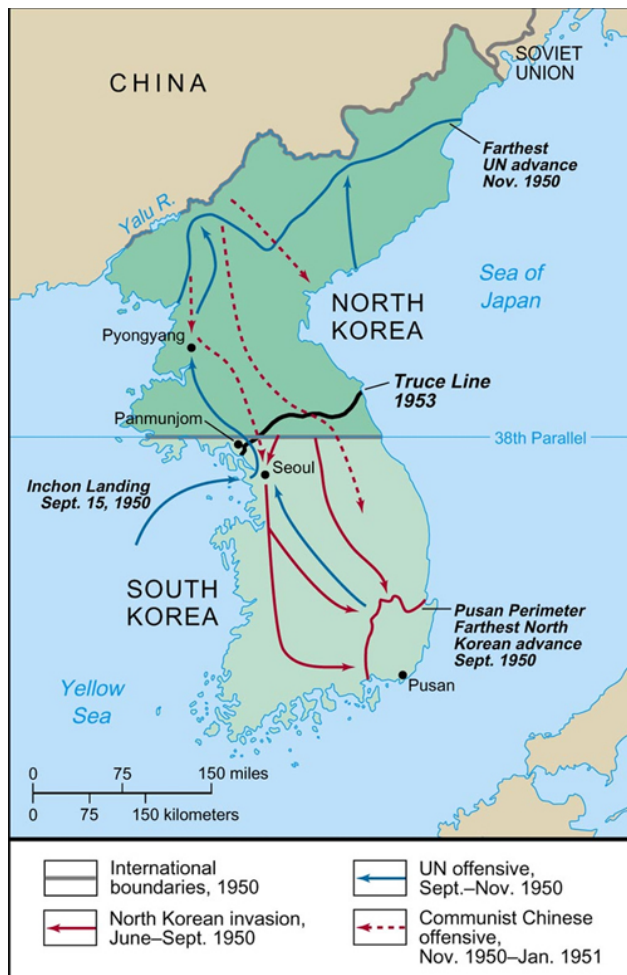 CHINA
SOVIET
UNION
Farthest
UN advance
Nov. 1950
Yalu R.
Sea of
Japan
NORTH
KOREA
Pyongyang
Truce Line
1953
Panmunjom
38th Parallel
Seoul
Inchon Landing
Sept. 15, 1950
SOUTH
KOREA
Pusan Perimeter
Farthest North
Korean advance
Sept. 1950
Yellow
Sea
Pusan
0 75 150 miles
0 75 150 kilometers
International
boundaries, 1950
UN offensive,
Sept.–Nov. 1950
North Korean invasion,
June–Sept. 1950
Communist Chinese
offensive,
Nov. 1950–Jan. 1951